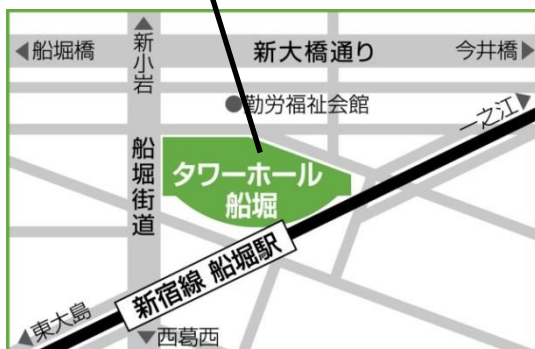 ◀船堀橋
▲新小岩
新大橋通り
今井橋▶
●勤労福祉会館
一之江▶
船堀街道
タワーホール
船堀
新宿線 船堀駅
◀東大島
▼西葛西